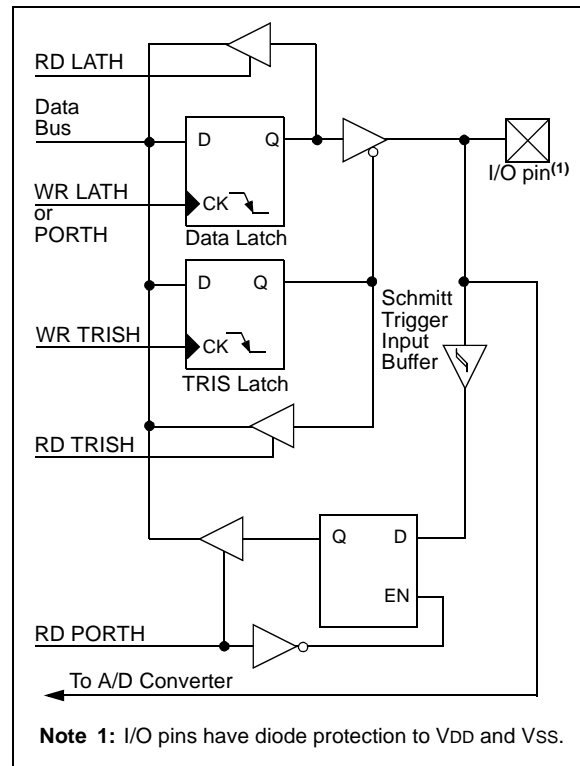 RD LATH
Data
Bus
D Q
I/O pin(1)
WR LATH
or
PORTH
CK
Data Latch
D Q
Schmitt
Trigger
Input
Buffer
WR TRISH
CK
TRIS Latch
RD TRISH
Q D
EN
RD PORTH
To A/D Converter
Note 1: I/O pins have diode protection to VDD and VSS.